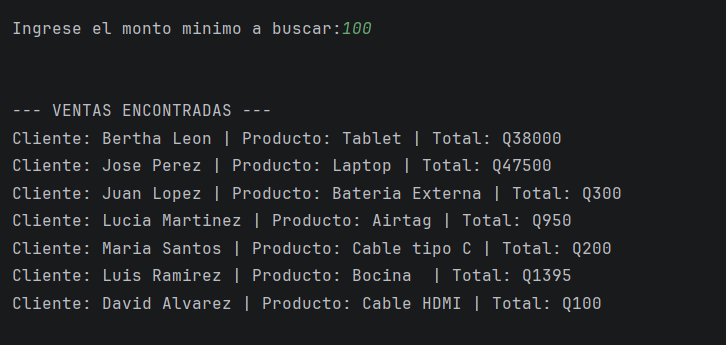 Ingrese el monto minimo a buscar:100
--- VENTAS ENCONTRADAS ---
Cliente: Bertha Leon | Producto: Tablet | Total: Q38000
Cliente: Jose Perez | Producto: Laptop | Total: Q47500
Cliente: Juan Lopez | Producto: Bateria Externa | Total: Q300
Cliente: Lucia Martinez | Producto: Airtag | Total: Q950
Cliente: Maria Santos | Producto: Cable tipo C | Total: Q200
Cliente: Luis Ramirez | Producto: Bocina  | Total: Q1395
Cliente: David Alvarez | Producto: Cable HDMI | Total: Q100